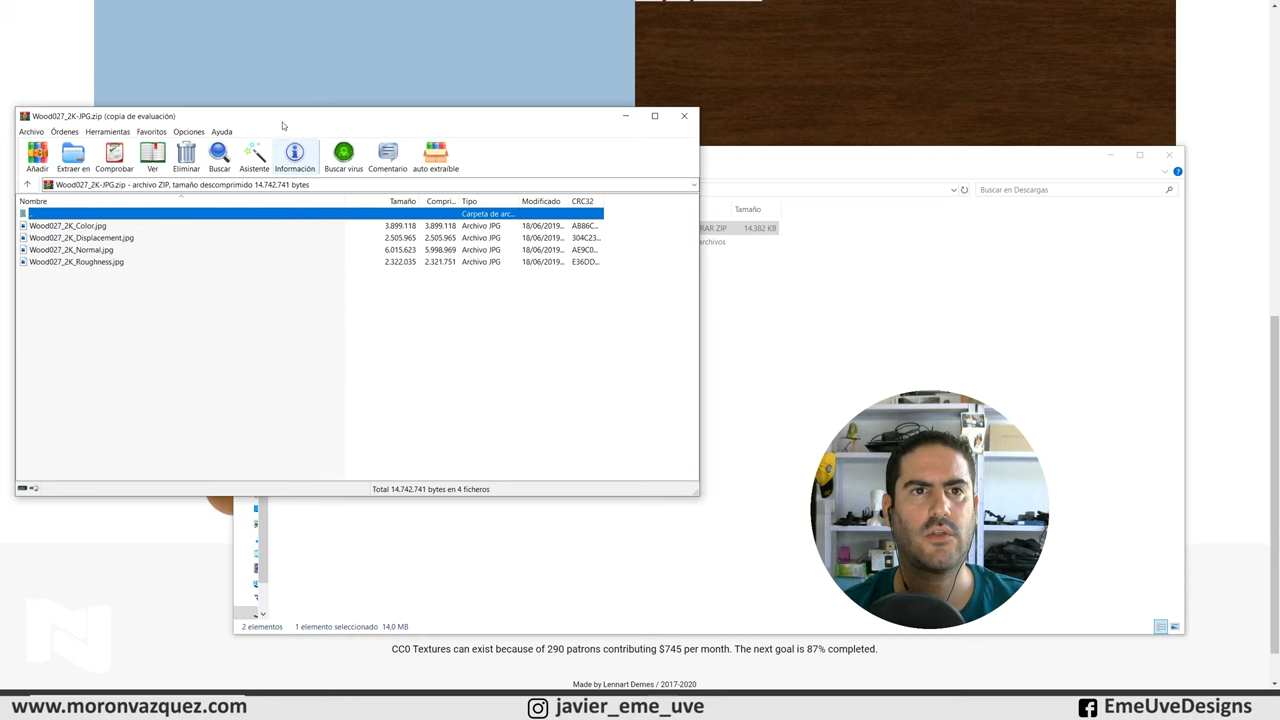 Wood027_2K-JPG.zip (copia de evaluación)
Archivo Órdenes Herramientas Favoritos Opciones Ayuda
Añadir Extraer en Comprobar Ver Eliminar Buscar Asistente Información Buscar virus Comentario auto extraíble
Wood027_2K-JPG.zip - archivo ZIP, tamaño descomprimido 14.742.741 bytes
Buscar en Descargas
Nombre Tamaño Compri... Tipo Modificado CRC32
Tamaño
. Carpeta de arc...
Wood027_2K_Color.jpg 3.899.118 3.899.118 Archivo JPG 18/06/2019... AB86C...
RAR ZIP 14.382 KB
Wood027_2K_Displacement.jpg 2.505.965 2.505.965 Archivo JPG 18/06/2019... 304C23...
archivos
Wood027_2K_Normal.jpg 6.015.623 5.998.969 Archivo JPG 18/06/2019... AE9C0...
Wood027_2K_Roughness.jpg 2.322.035 2.321.751 Archivo JPG 18/06/2019... E36DD...
Total 14.742.741 bytes en 4 ficheros
2 elementos 1 elemento seleccionado 14,0 MB
CC0 Textures can exist because of 290 patrons contributing $745 per month. The next goal is 87% completed.
Made by Lennart Demes / 2017-2020
www.moronvazquez.com javier_eme_uve EmeUveDesigns